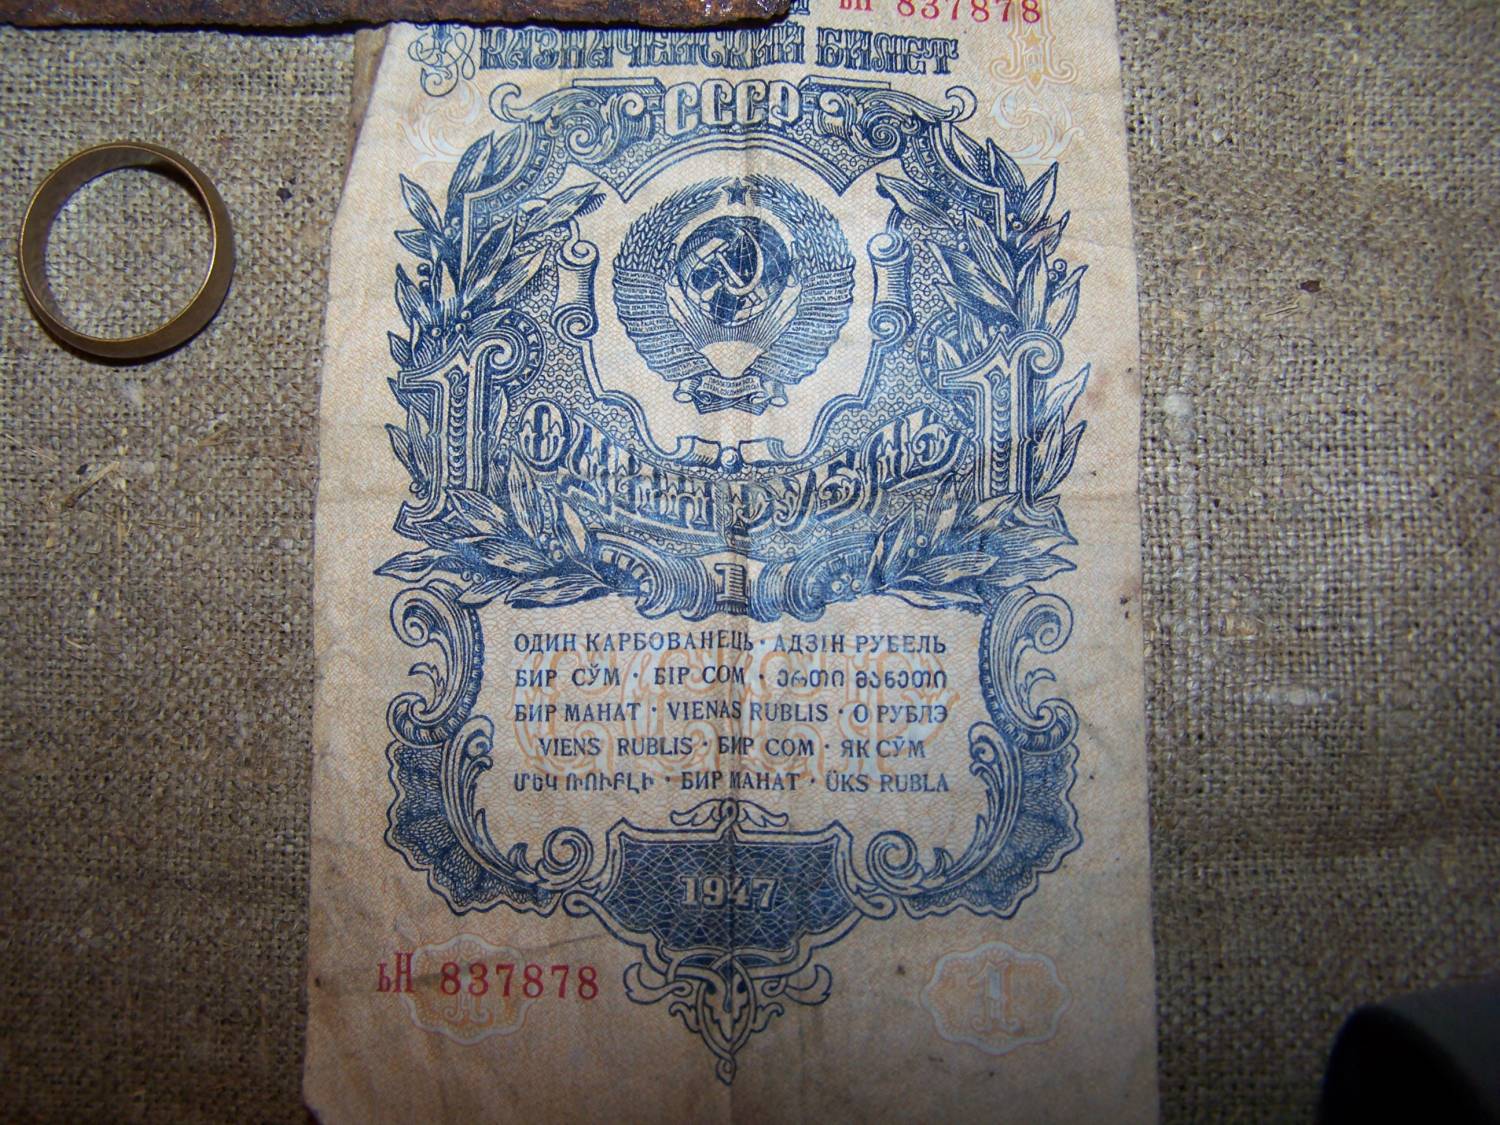 ьН 837878
КАЗНАЧЕЙСКИЙ БИЛЕТ
СССР
1 1
ОДИН РУБЛЬ
1
ОДИН КАРБОВАНЕЦЬ · АДЗІН РУБЕЛЬ
БИР СЎМ · БІР СОМ · ერთი მანეთი
БИР МАНАТ · VIENAS RUBLIS · О РУБЛЭ
VIENS RUBLIS · БИР СОМ · ЯК СӮМ
ՄԵԿ ՌՈՒԲԼԻ · БИР МАНАТ · ÜKS RUBLA
1947
ьН 837878
1 1